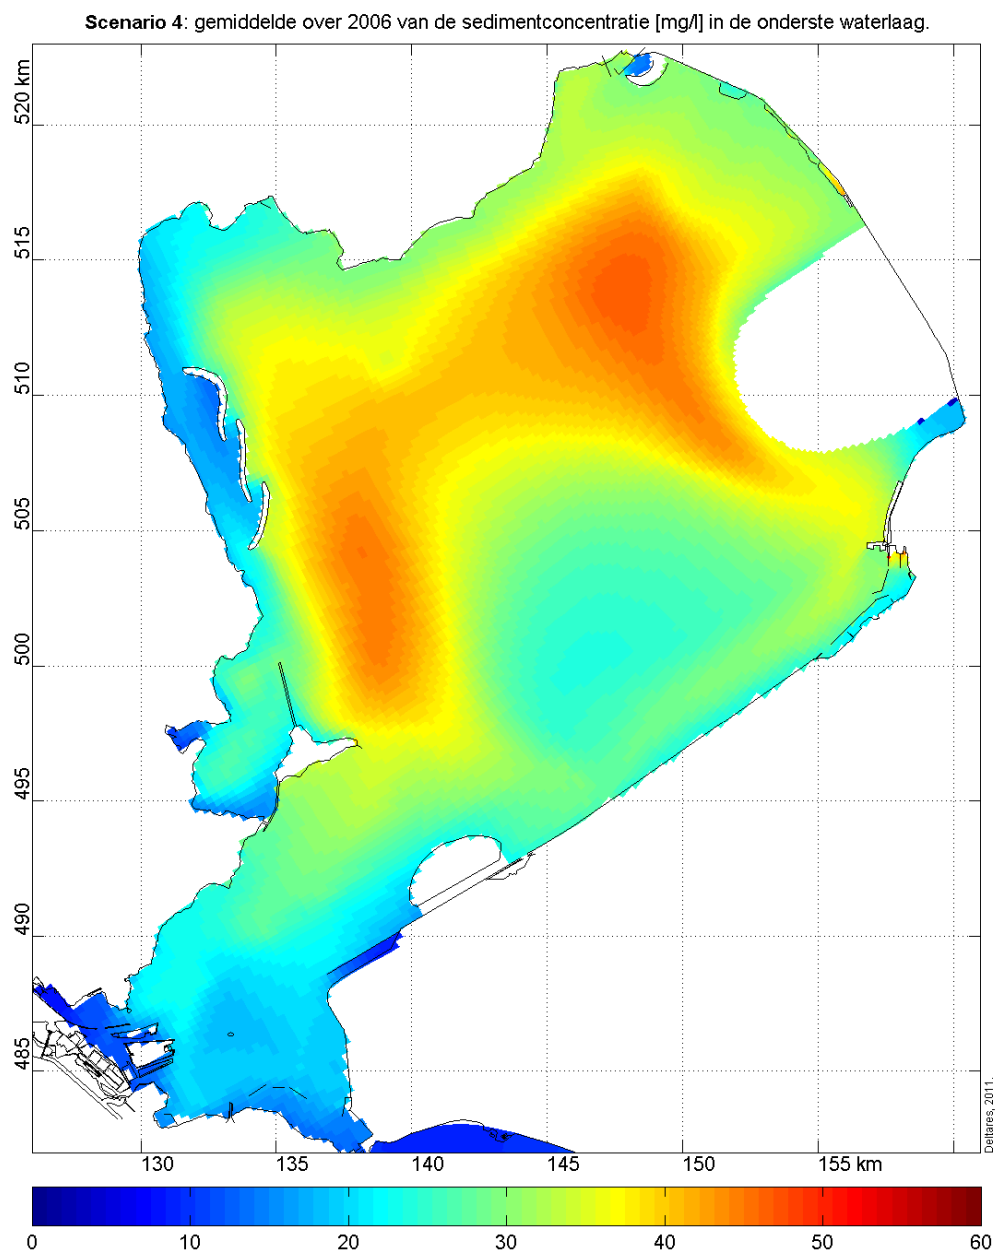 Scenario 4: gemiddelde over 2006 van de sedimentconcentratie [mg/l] in de onderste waterlaag.
520 km
515
510
505
500
495
490
485
130 135 140 145 150 155 km
Deltares, 2011.
0 10 20 30 40 50 60